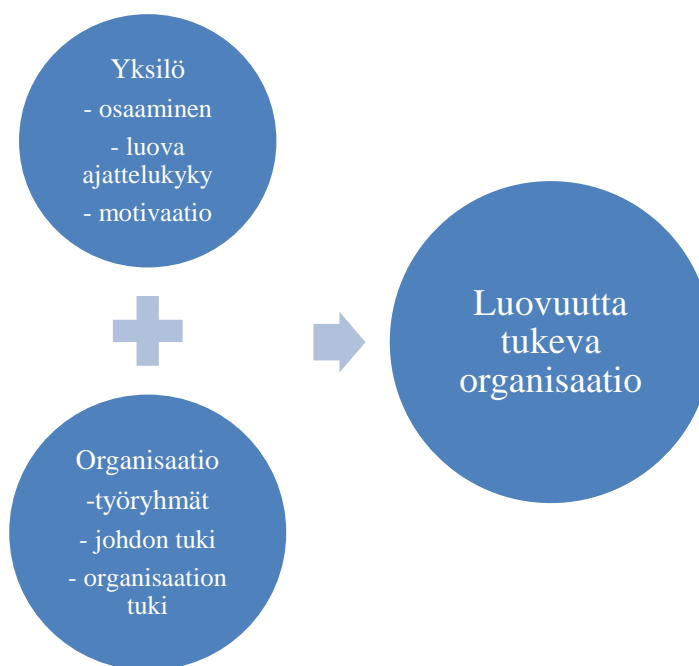 Yksilö
- osaaminen
- luova
ajattelukyky
- motivaatio
Luovuutta
tukeva
organisaatio
Organisaatio
-työryhmät
- johdon tuki
- organisaation
tuki